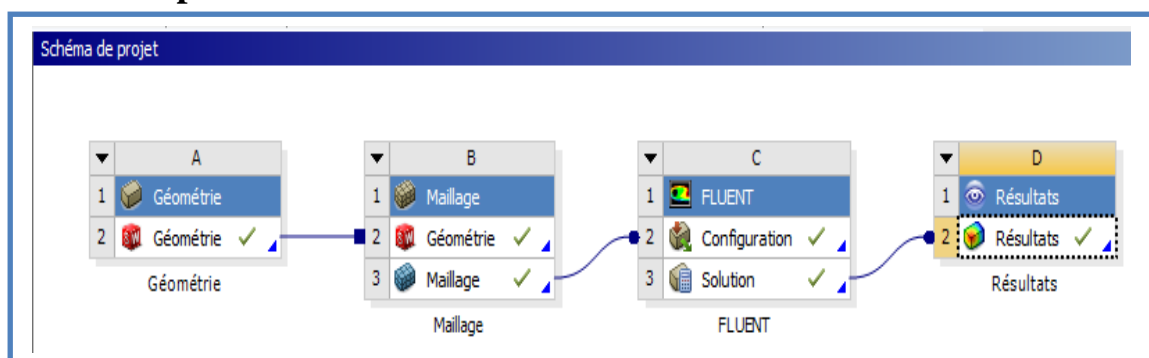 Schéma de projet
A
1 Géométrie
2 Géométrie
Géométrie
B
1 Maillage
2 Géométrie
3 Maillage
Maillage
C
1 FLUENT
2 Configuration
3 Solution
FLUENT
D
1 Résultats
2 Résultats
Résultats